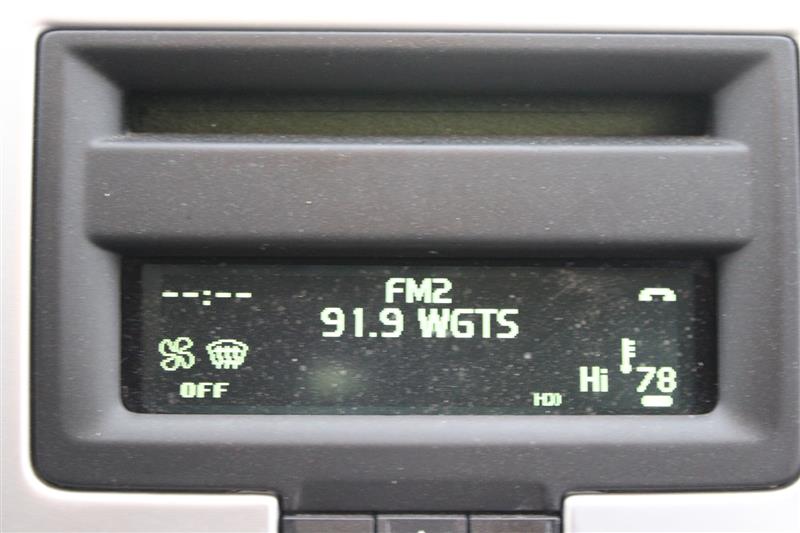 --:--
FM2
91.9 WGTS
OFF
HD
Hi 78